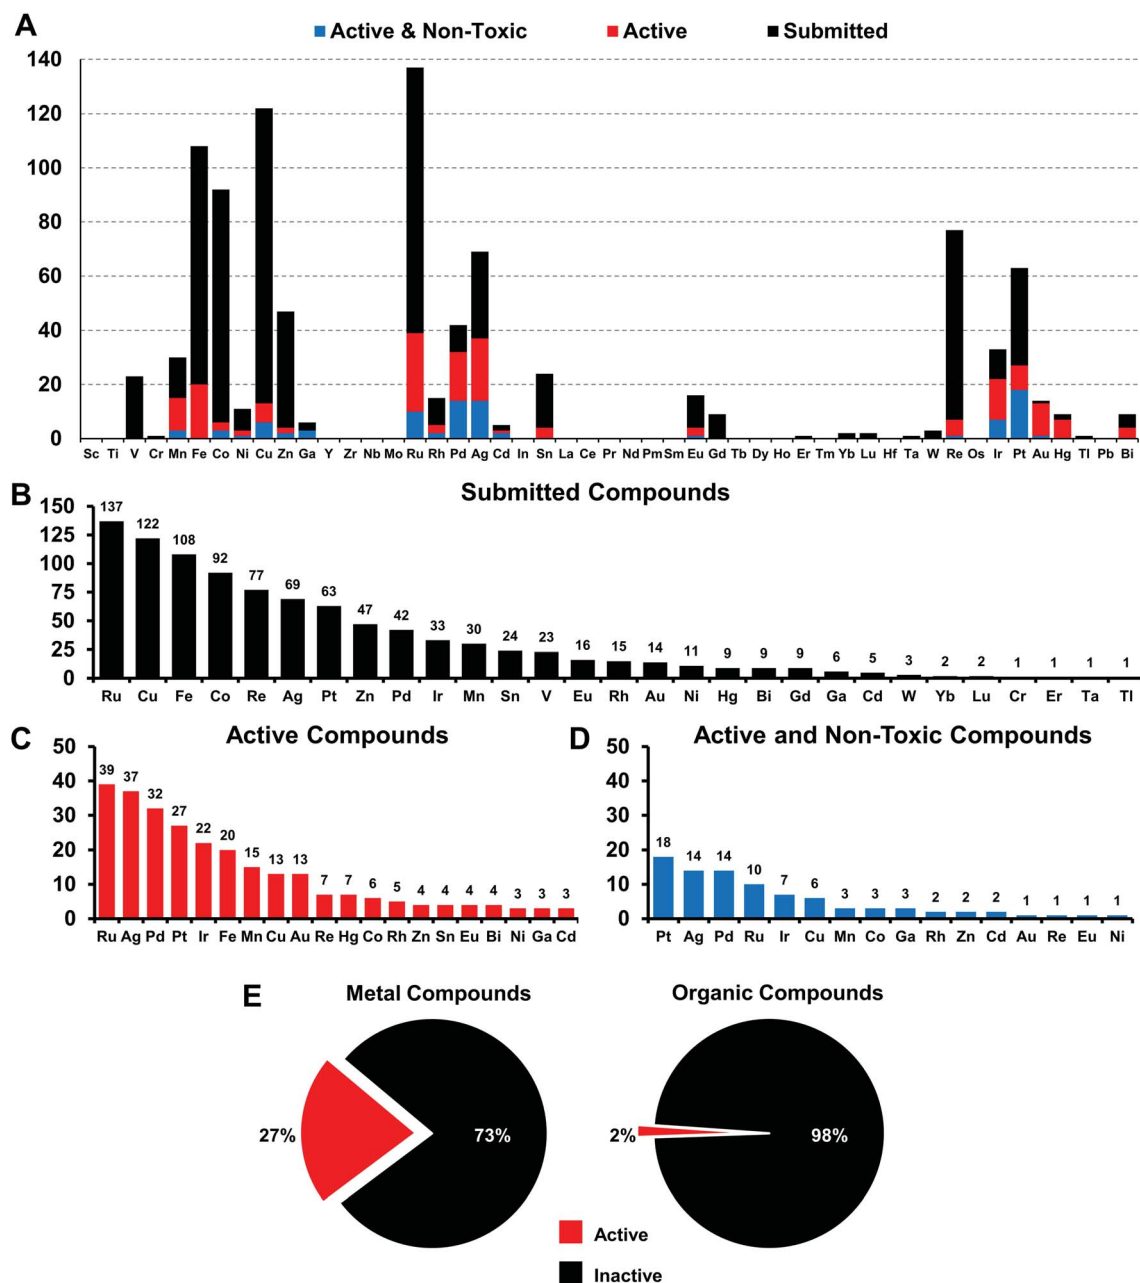 A
Active & Non-Toxic Active Submitted
140
120
100
80
60
40
20
0
Sc Ti V Cr Mn Fe Co Ni Cu Zn Ga Y Zr Nb Mo Ru Rh Pd Ag Cd In Sn La Ce Pr Nd Pm Sm Eu Gd Tb Dy Ho Er Tm Yb Lu Hf Ta W Re Os Ir Pt Au Hg Tl Pb Bi
B
Submitted Compounds
150
125
100
75
50
25
0
137 122 108 92 77 69 63 47 42 33 30 24 23 16 15 14 11 9 9 9 6 5 3 2 2 1 1 1 1
Ru Cu Fe Co Re Ag Pt Zn Pd Ir Mn Sn V Eu Rh Au Ni Hg Bi Gd Ga Cd W Yb Lu Cr Er Ta Tl
C
Active Compounds
50
40
30
20
10
0
39 37 32 27 22 20 15 13 13 7 7 6 5 4 4 4 4 3 3 3
Ru Ag Pd Pt Ir Fe Mn Cu Au Re Hg Co Rh Zn Sn Eu Bi Ni Ga Cd
D
Active and Non-Toxic Compounds
50
40
30
20
10
0
18 14 14 10 7 6 3 3 3 2 2 2 1 1 1 1
Pt Ag Pd Ru Ir Cu Mn Co Ga Rh Zn Cd Au Re Eu Ni
E
Metal Compounds
27%
73%
Organic Compounds
2%
98%
Active
Inactive